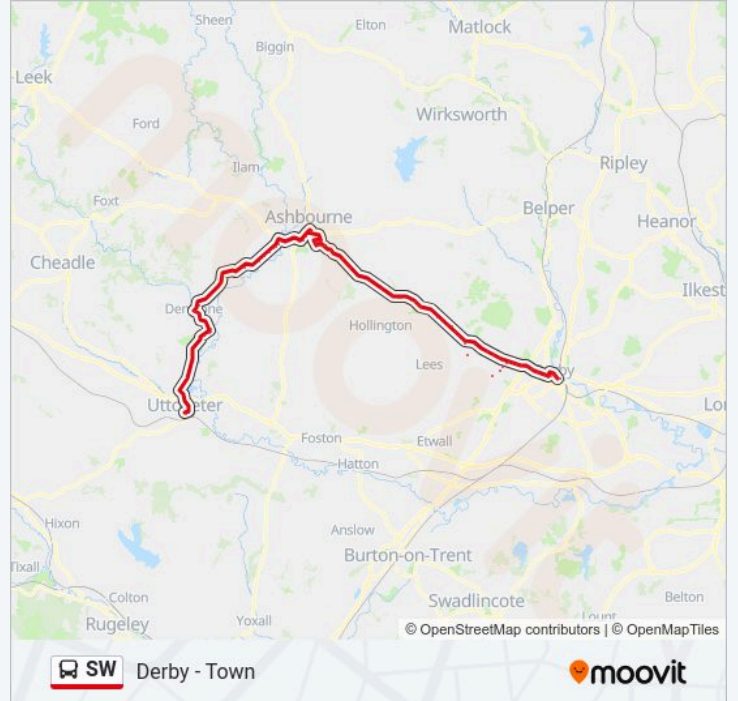 Sheen
Elton
Matlock
Biggin
Leek
Wirksworth
Ford
Ripley
Ilam
Foxt
Belper
Ashbourne
Heanor
Cheadle
Ilkest
Hollington
Lees
Uttoxeter
Lo
Foston
Etwall
Hatton
Hixon
Anslow
Burton-on-Trent
Tixall
Colton
Swadlincote
Belton
Rugeley
Yoxall
© OpenStreetMap contributors | © OpenMapTiles
SW Derby - Town
moovit